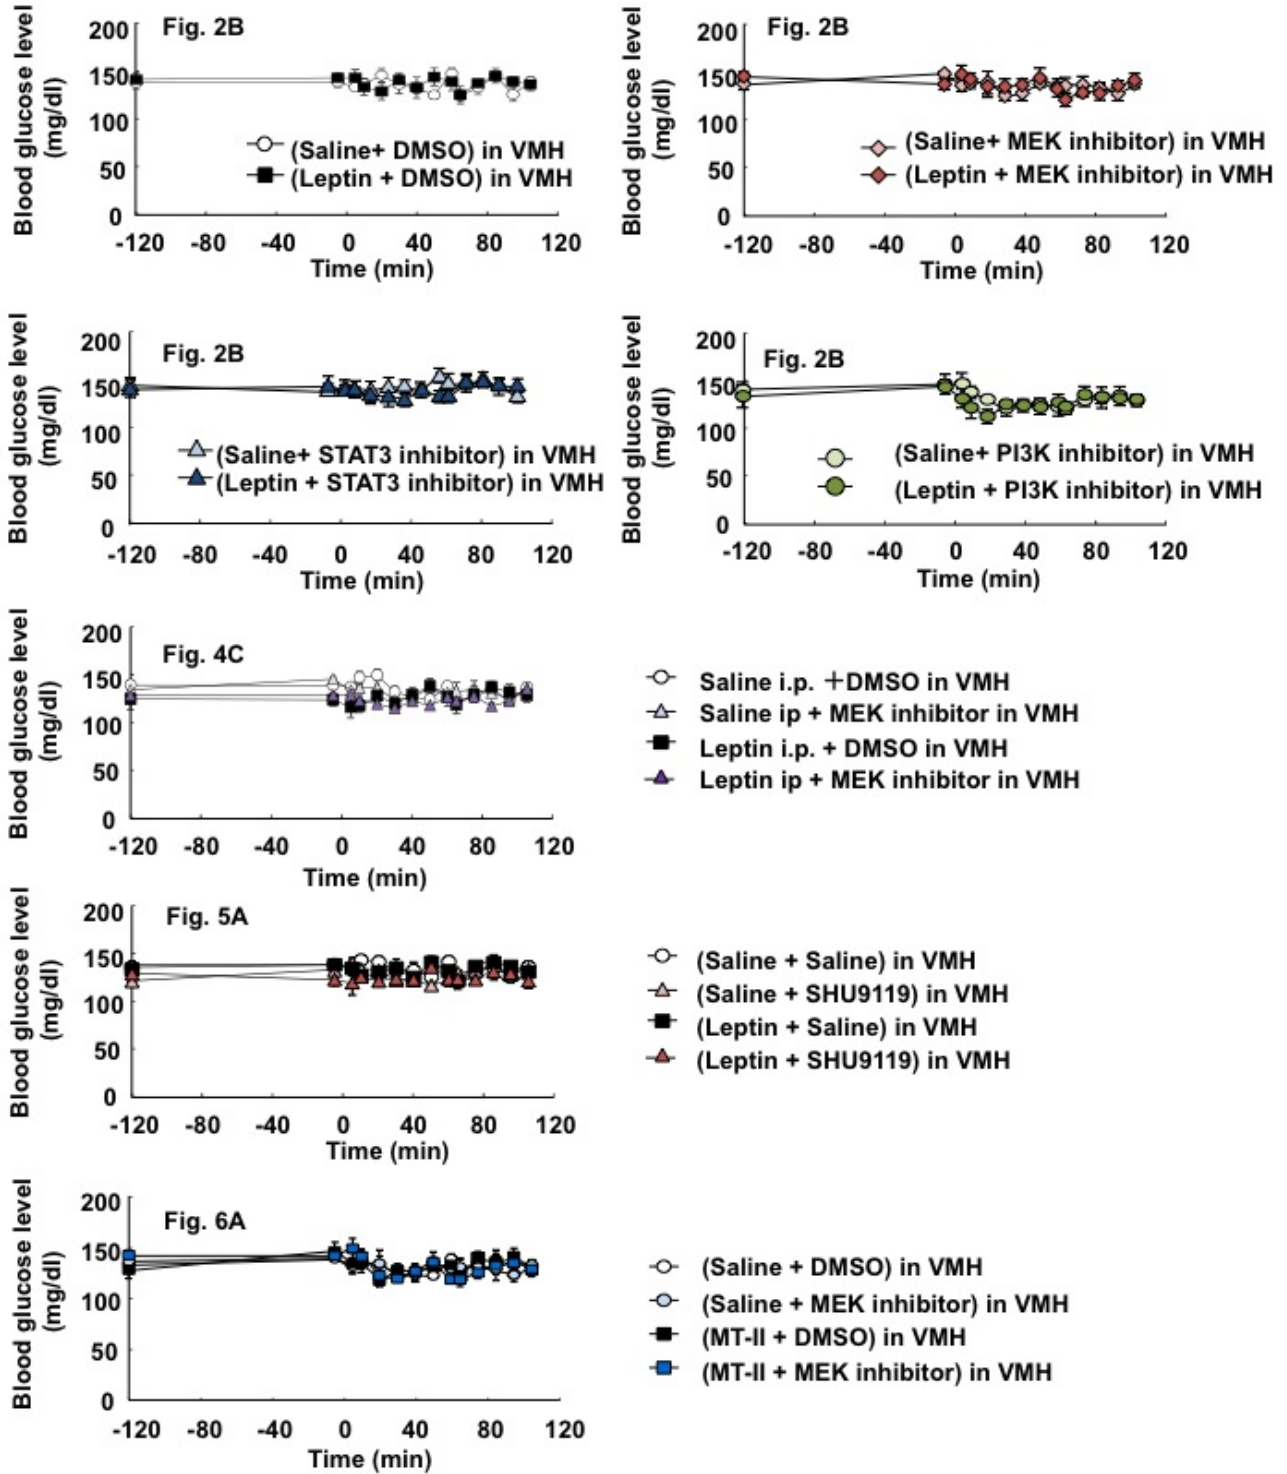 Fig. 2B
Blood glucose level
(mg/dl)
200
150
100
50
0
(Saline+ DMSO) in VMH
(Leptin + DMSO) in VMH
-120 -80 -40 0 40 80 120
Time (min)
Fig. 2B
Blood glucose level
(mg/dl)
200
150
100
50
0
(Saline+ MEK inhibitor) in VMH
(Leptin + MEK inhibitor) in VMH
-120 -80 -40 0 40 80 120
Time (min)
Fig. 2B
Blood glucose level
(mg/dl)
200
150
100
50
0
(Saline+ STAT3 inhibitor) in VMH
(Leptin + STAT3 inhibitor) in VMH
-120 -80 -40 0 40 80 120
Time (min)
Fig. 2B
Blood glucose level
(mg/dl)
200
150
100
50
0
(Saline+ PI3K inhibitor) in VMH
(Leptin + PI3K inhibitor) in VMH
-120 -80 -40 0 40 80 120
Time (min)
Fig. 4C
Blood glucose level
(mg/dl)
200
150
100
50
0
-120 -80 -40 0 40 80 120
Time (min)
Saline i.p. +DMSO in VMH
Saline ip + MEK inhibitor in VMH
Leptin i.p. + DMSO in VMH
Leptin ip + MEK inhibitor in VMH
Fig. 5A
Blood glucose level
(mg/dl)
200
150
100
50
0
-120 -80 -40 0 40 80 120
Time (min)
(Saline + Saline) in VMH
(Saline + SHU9119) in VMH
(Leptin + Saline) in VMH
(Leptin + SHU9119) in VMH
Fig. 6A
Blood glucose level
(mg/dl)
200
150
100
50
0
-120 -80 -40 0 40 80 120
Time (min)
(Saline + DMSO) in VMH
(Saline + MEK inhibitor) in VMH
(MT-II + DMSO) in VMH
(MT-II + MEK inhibitor) in VMH